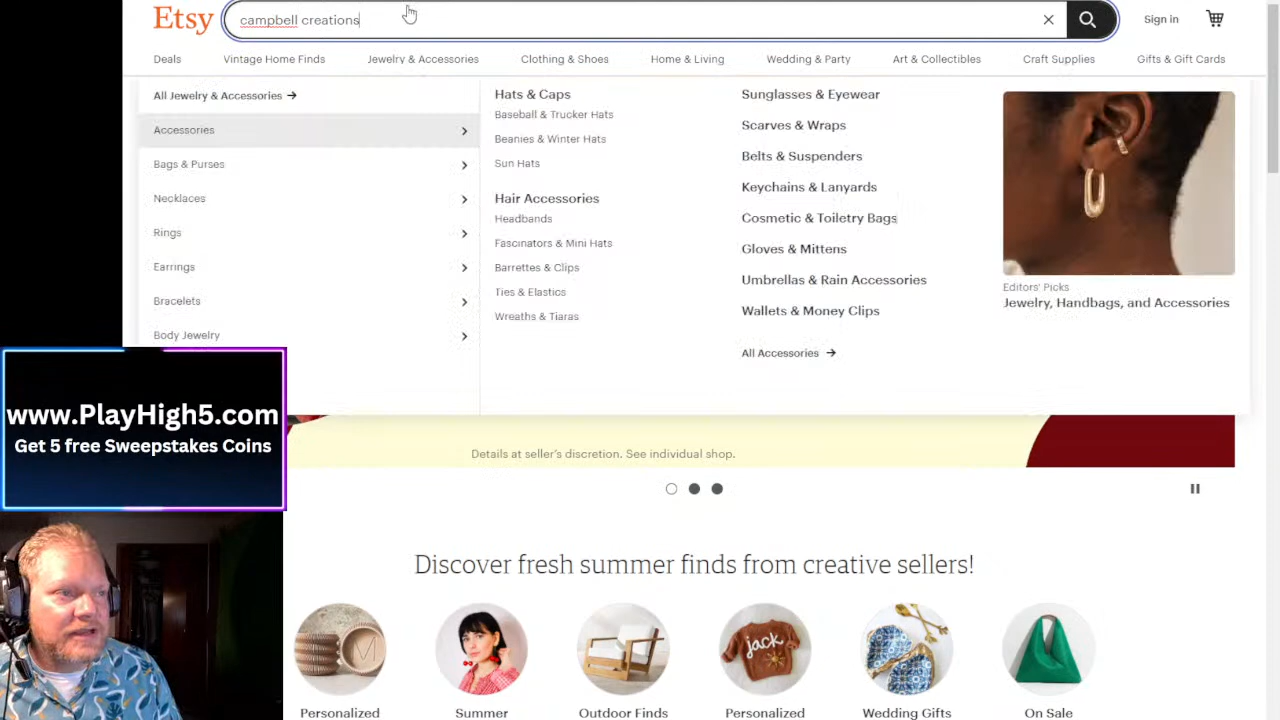 Etsy
campbell creations
Sign in
Deals
Vintage Home Finds
Jewelry & Accessories
Clothing & Shoes
Home & Living
Wedding & Party
Art & Collectibles
Craft Supplies
Gifts & Gift Cards
All Jewelry & Accessories →
Accessories
Bags & Purses
Necklaces
Rings
Earrings
Bracelets
Body Jewelry
Hats & Caps
Baseball & Trucker Hats
Beanies & Winter Hats
Sun Hats
Hair Accessories
Headbands
Fascinators & Mini Hats
Barrettes & Clips
Ties & Elastics
Wreaths & Tiaras
Sunglasses & Eyewear
Scarves & Wraps
Belts & Suspenders
Keychains & Lanyards
Cosmetic & Toiletry Bags
Gloves & Mittens
Umbrellas & Rain Accessories
Wallets & Money Clips
All Accessories →
Editors' Picks
Jewelry, Handbags, and Accessories
www.PlayHigh5.com
Get 5 free Sweepstakes Coins
Details at seller's discretion. See individual shop.
Discover fresh summer finds from creative sellers!
M
jack
Personalized
Summer
Outdoor Finds
Personalized
Wedding Gifts
On Sale